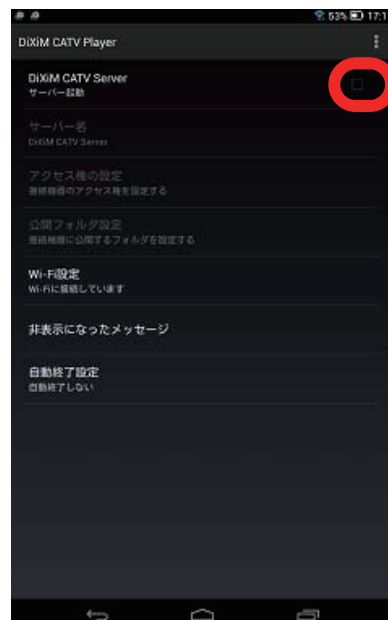 53% 17:1
DiXiM CATV Player
DiXiM CATV Server
サーバー起動
サーバー名
DiXiM CATV Server
アクセス権の設定
接続機器のアクセス権を設定する
公開フォルダ設定
接続機器に公開するフォルダを設定する
Wi-Fi設定
Wi-Fiに接続しています
非表示になったメッセージ
自動終了設定
自動終了しない